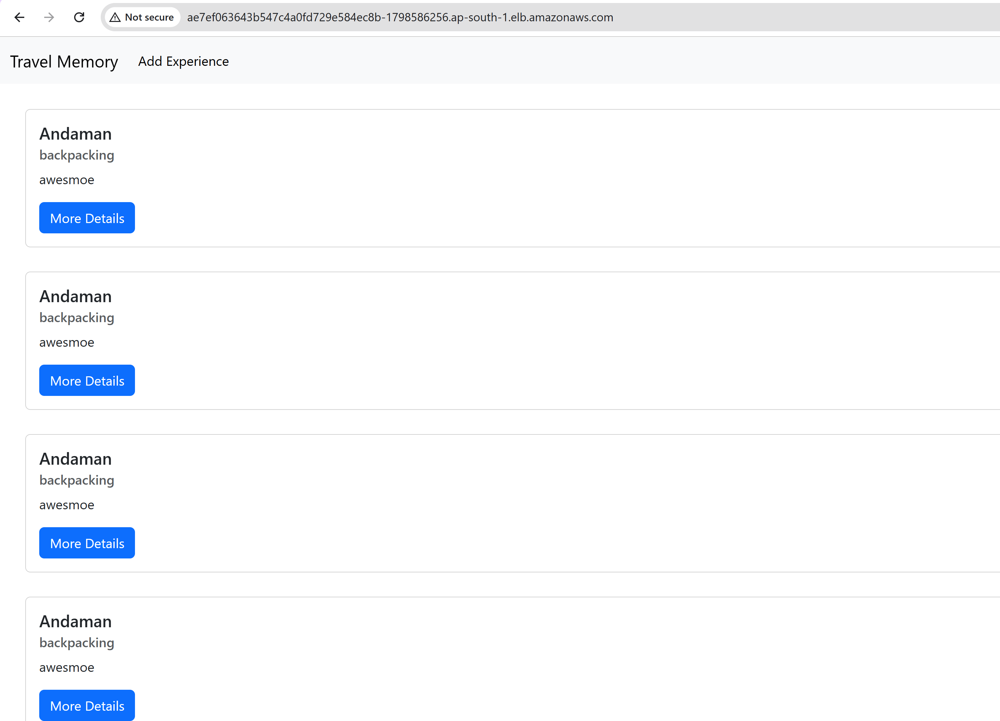 Not secure ae7ef063643b547c4a0fd729e584ec8b-1798586256.ap-south-1.elb.amazonaws.com
Travel Memory Add Experience
Andaman
backpacking
awesmoe
More Details
Andaman
backpacking
awesmoe
More Details
Andaman
backpacking
awesmoe
More Details
Andaman
backpacking
awesmoe
More Details